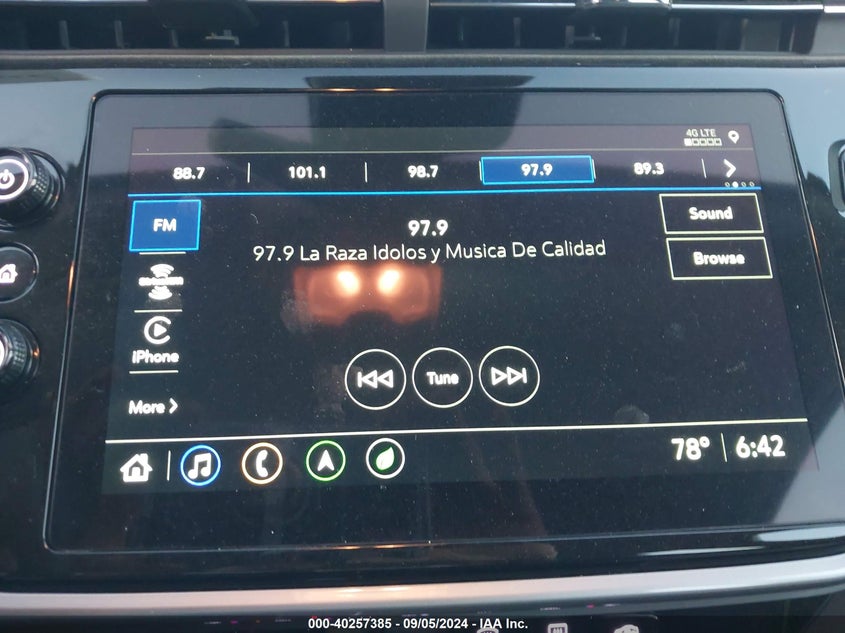 4G LTE
88.7 101.1 98.7 97.9 89.3
FM
97.9
Sound
97.9 La Raza Idolos y Musica De Calidad
Browse
iPhone
Tune
More
78° 6:42
000-40257385 - 09/05/2024 - IAA Inc.